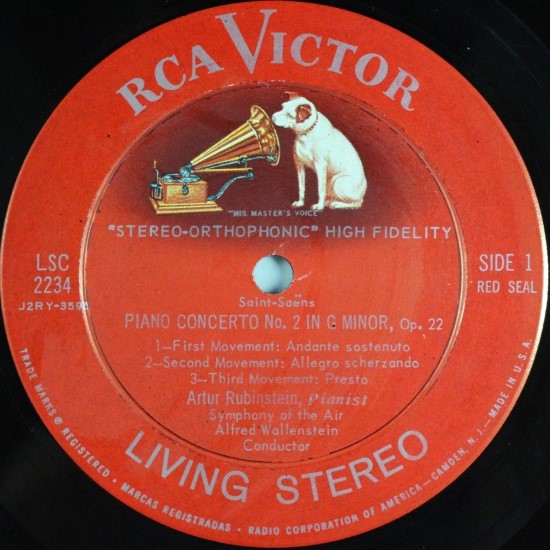 RCA VICTOR
"HIS MASTER'S VOICE"
"STEREO-ORTHOPHONIC" HIGH FIDELITY
LSC
2234
SIDE 1
RED SEAL
Saint-Saëns
PIANO CONCERTO No. 2 IN G MINOR, Op. 22
1—First Movement: Andante sostenuto
2—Second Movement: Allegro scherzando
3—Third Movement: Presto
Artur Rubinstein, Pianist
Symphony of the Air
Alfred Wallenstein
Conductor
LIVING STEREO
TRADE MARKS ® REGISTERED • MARCAS REGISTRADAS • RADIO CORPORATION OF AMERICA—CAMDEN, N.J.—MADE IN U.S.A.